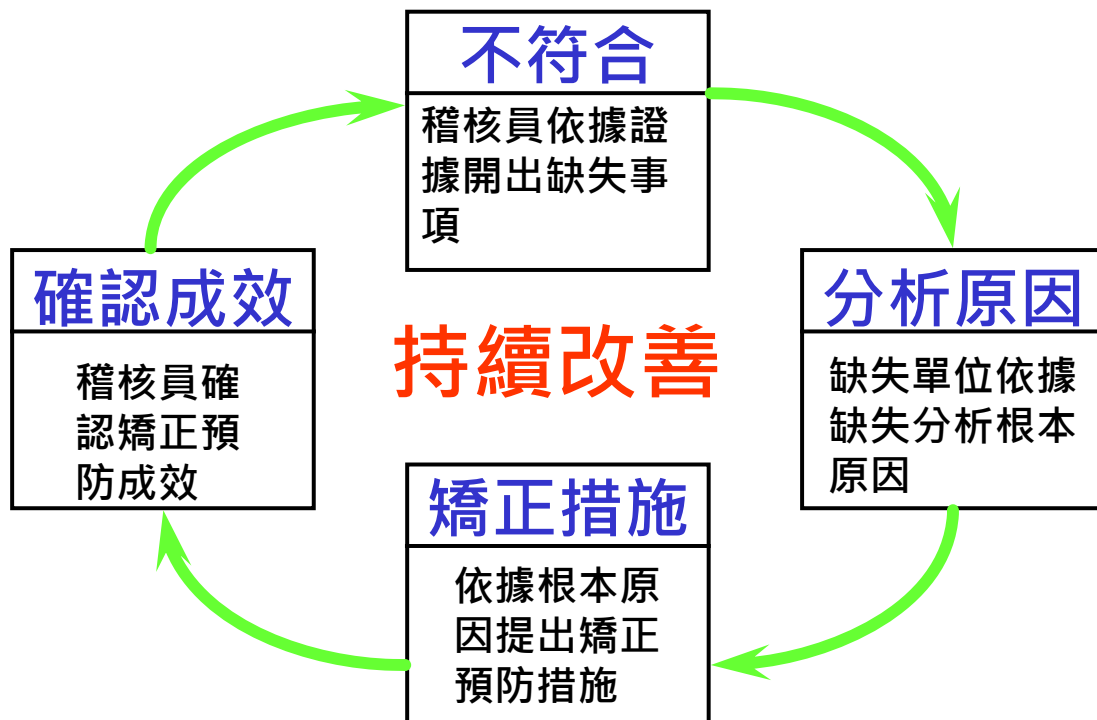 不符合
稽核員依據證
據開出缺失事
項
確認成效
稽核員確
認矯正預
防成效
持續改善
分析原因
缺失單位依據
缺失分析根本
原因
矯正措施
依據根本原
因提出矯正
預防措施